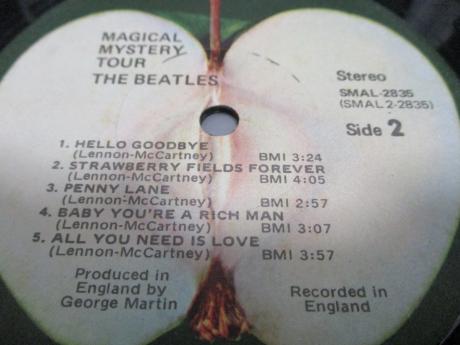 MAGICAL
MYSTERY
TOUR
THE BEATLES
Stereo
SMAL-2835
(SMAL 2-2835)
Side 2
1. HELLO GOODBYE
(Lennon-McCartney) BMI 3:24
2. STRAWBERRY FIELDS FOREVER
(Lennon-McCartney) BMI 4:05
3. PENNY LANE
(Lennon-McCartney) BMI 2:57
4. BABY YOU'RE A RICH MAN
(Lennon-McCartney) BMI 3:07
5. ALL YOU NEED IS LOVE
(Lennon-McCartney) BMI 3:57
Produced in
England by
George Martin
Recorded in
England